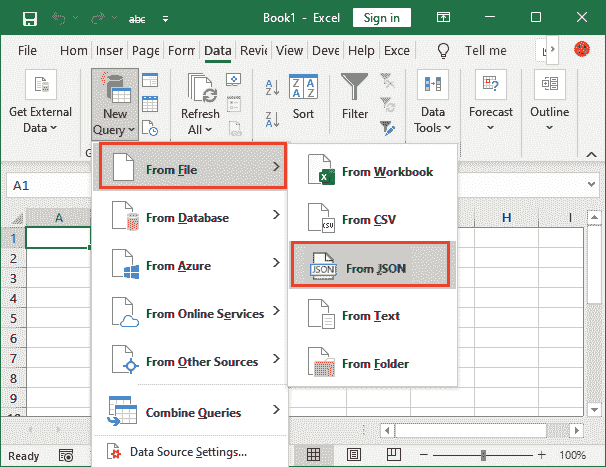 abc
Book1 - Excel
Sign in
File
Hom
Inser
Page
Form
Data
Revie
View
Deve
Help
Exce
Tell me
Get External
Data
New
Query
Refresh
All
Sort
Filter
Data
Tools
Forecast
Outline
A1
A
H
I
1
2
3
4
5
6
7
8
9
From File
From Database
From Azure
From Online Services
From Other Sources
Combine Queries
Data Source Settings...
From Workbook
CSV
From CSV
JSON
From JSON
From Text
From Folder
Ready
100%